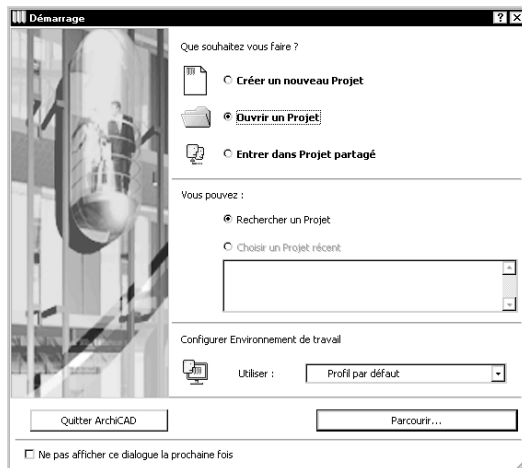 Démarrage
Que souhaitez vous faire ?
Créer un nouveau Projet
Ouvrir un Projet
Entrer dans Projet partagé
Vous pouvez :
Rechercher un Projet
Choisir un Projet récent
Configurer Environnement de travail
Utiliser :
Profil par défaut
Quitter ArchiCAD
Parcourir...
Ne pas afficher ce dialogue la prochaine fois